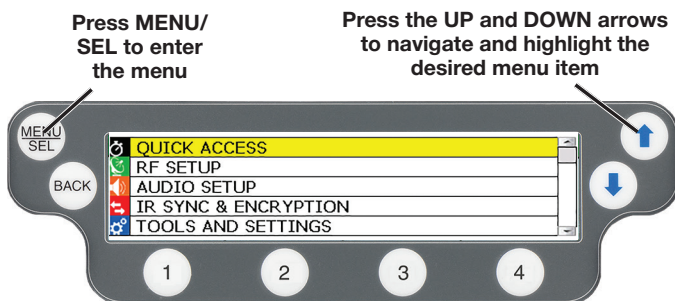 Press MENU/
SEL to enter
the menu
Press the UP and DOWN arrows
to navigate and highlight the
desired menu item
MENU
SEL
BACK
QUICK ACCESS
RF SETUP
AUDIO SETUP
IR SYNC & ENCRYPTION
TOOLS AND SETTINGS
1
2
3
4